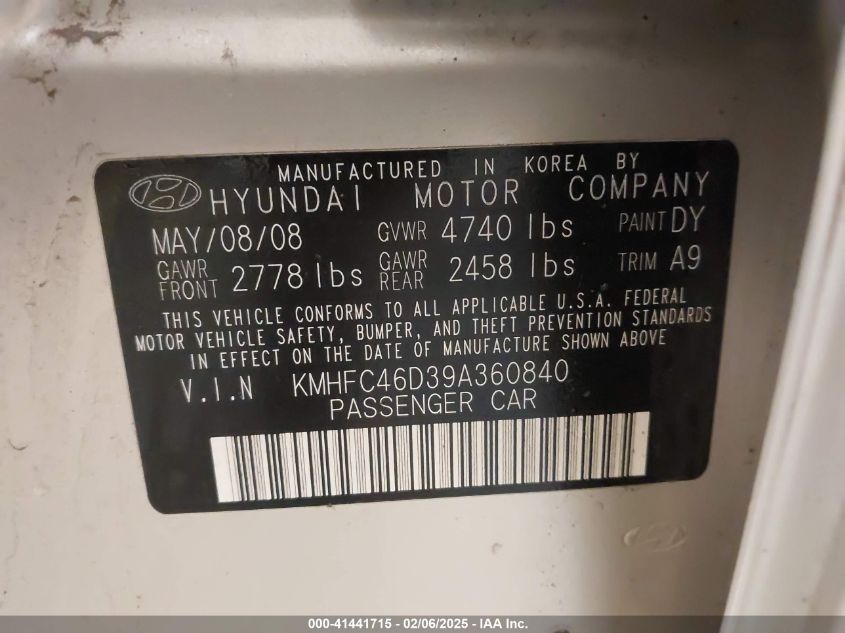 MANUFACTURED IN KOREA BY
HYUNDAI MOTOR COMPANY
MAY/08/08 GVWR 4740 lbs PAINT DY
GAWR FRONT 2778 lbs GAWR REAR 2458 lbs TRIM A9
THIS VEHICLE CONFORMS TO ALL APPLICABLE U.S.A. FEDERAL
MOTOR VEHICLE SAFETY, BUMPER, AND THEFT PREVENTION STANDARDS
IN EFFECT ON THE DATE OF MANUFACTURE SHOWN ABOVE
V.I.N KMHFC46D39A360840
PASSENGER CAR
000-41441715 - 02/06/2025 - IAA Inc.